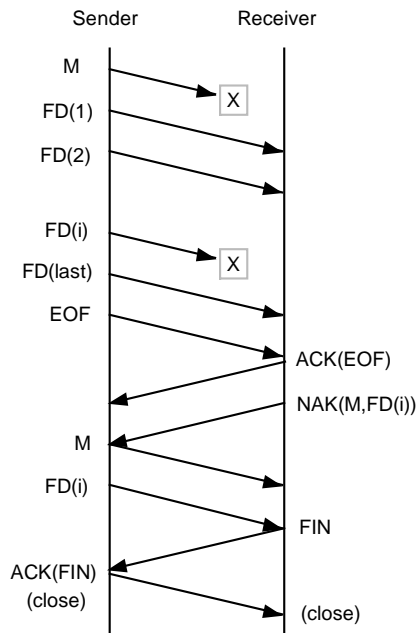 Sender Receiver
M
X
FD(1)
FD(2)
FD(i)
X
FD(last)
EOF
ACK(EOF)
NAK(M,FD(i))
M
FD(i)
FIN
ACK(FIN)
(close)
(close)